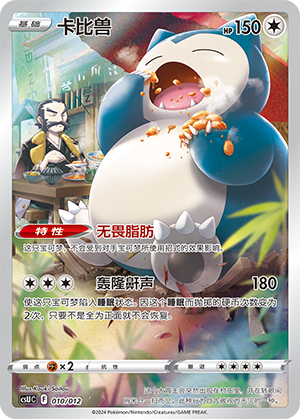 基础
卡比兽
HP150
特性
无畏脂肪
这只宝可梦，不会受到对手宝可梦所使用招式的效果影响。
轰隆鼾声
180
使这只宝可梦陷入睡眠状态。因这个睡眠而抛掷的硬币次数变为
2次，只要不是全为正面就不会恢复。
Illus. Kouki Saitou
弱点
×2
抗性
撤退
csUC
F
010/012
©2024 Pokémon/Nintendo/Creatures/GAME FREAK.